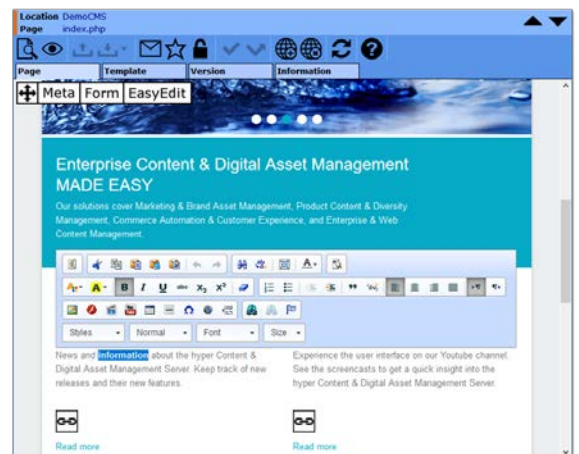 Location DemoCMS
Page index.php
Page Template Version Information
Meta Form EasyEdit
Enterprise Content & Digital Asset Management
MADE EASY
Our solutions cover Marketing & Brand Asset Management, Product Content & Diversity
Management, Commerce Automation & Customer Experience, and Enterprise & Web
Content Management.
Styles Normal Font Size
News and information about the hyper Content &
Digital Asset Management Server. Keep track of new
releases and their new features.
Experience the user interface on our Youtube channel.
See the screencasts to get a quick insight into the
hyper Content & Digital Asset Management Server.
Read more
Read more